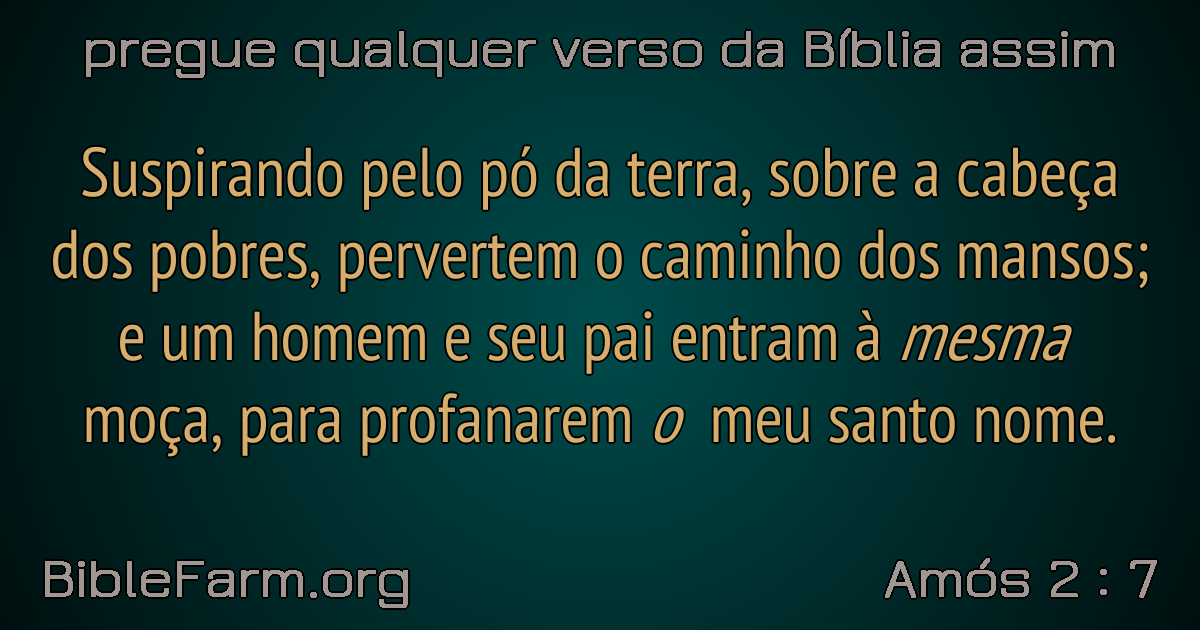 pregue qualquer verso da Bíblia assim
Suspirando pelo pó da terra, sobre a cabeça
dos pobres, pervertem o caminho dos mansos;
e um homem e seu pai entram à mesma
moça, para profanarem o meu santo nome.
BibleFarm.org
Amós 2 : 7